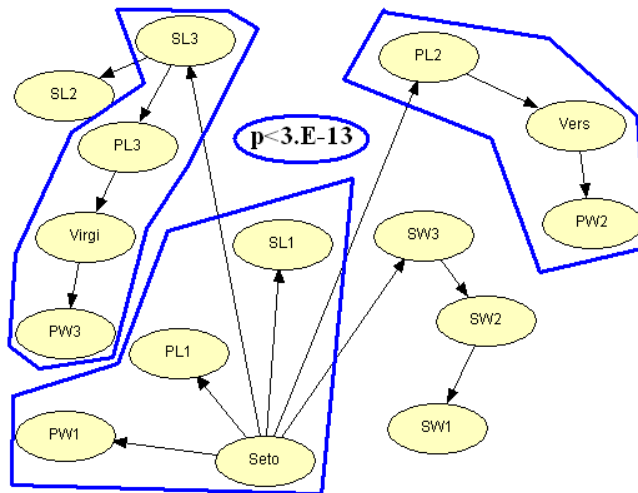 SL3
PL2
SL2
Vers
p<3.E-13
PL3
PW2
Virgi
SL1
SW3
SW2
PW3
PL1
SW1
PW1
Seto